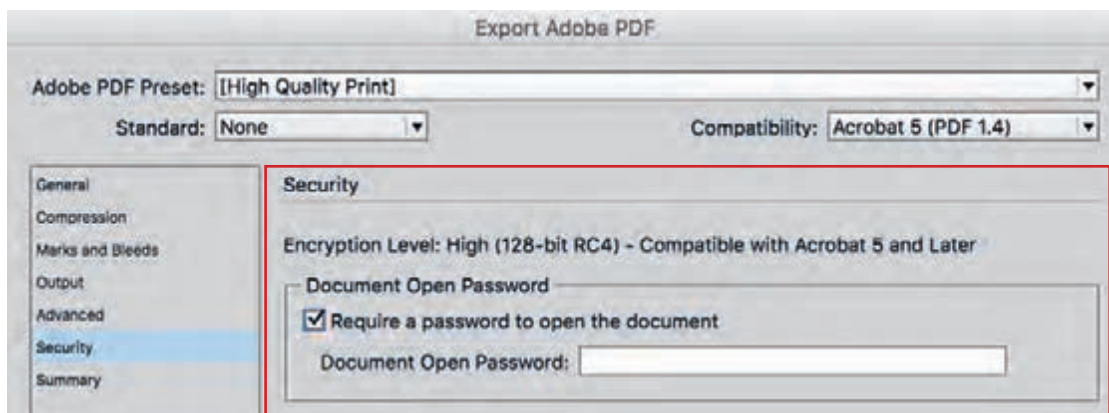 Export Adobe PDF
Adobe PDF Preset: [High Quality Print]
Standard: None Compatibility: Acrobat 5 (PDF 1.4)
General
Compression
Marks and Bleeds
Output
Advanced
Security
Summary
Security
Encryption Level: High (128-bit RC4) - Compatible with Acrobat 5 and Later
Document Open Password
Require a password to open the document
Document Open Password: